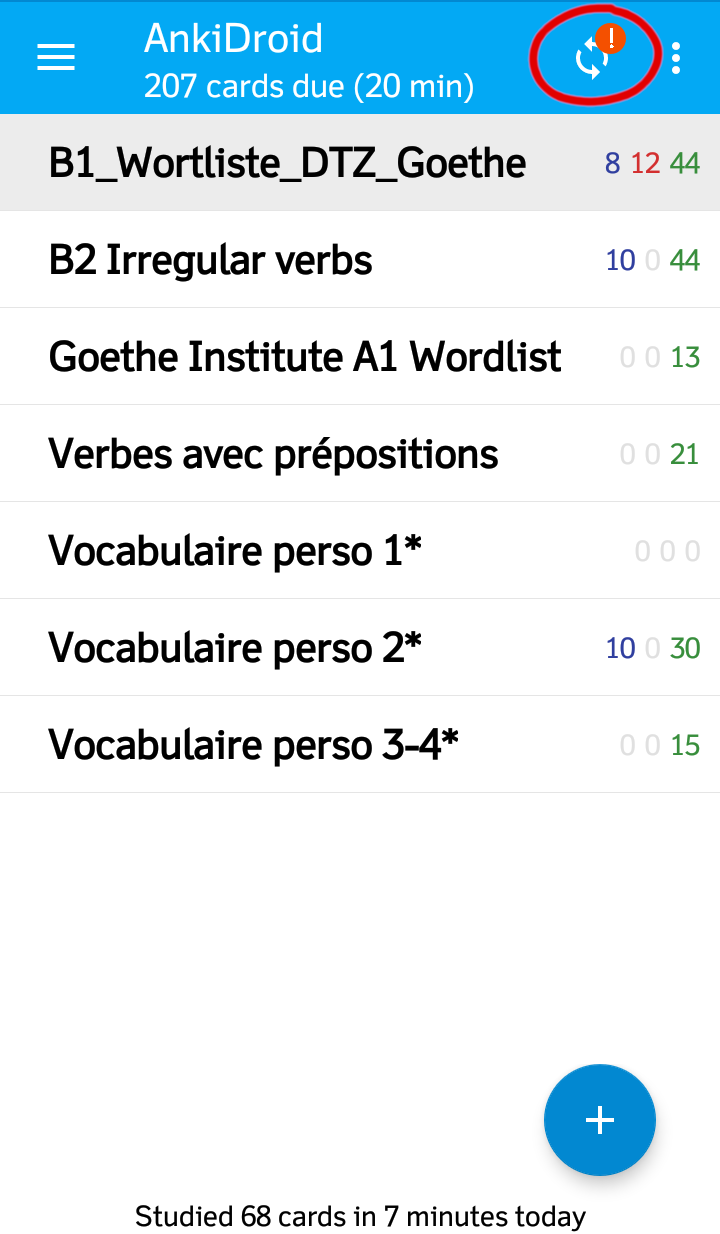 AnkiDroid
207 cards due (20 min)
!
B1_Wortliste_DTZ_Goethe 8 12 44
B2 Irregular verbs 10 0 44
Goethe Institute A1 Wordlist 0 0 13
Verbes avec prépositions 0 0 21
Vocabulaire perso 1* 0 0 0
Vocabulaire perso 2* 10 0 30
Vocabulaire perso 3-4* 0 0 15
+
Studied 68 cards in 7 minutes today